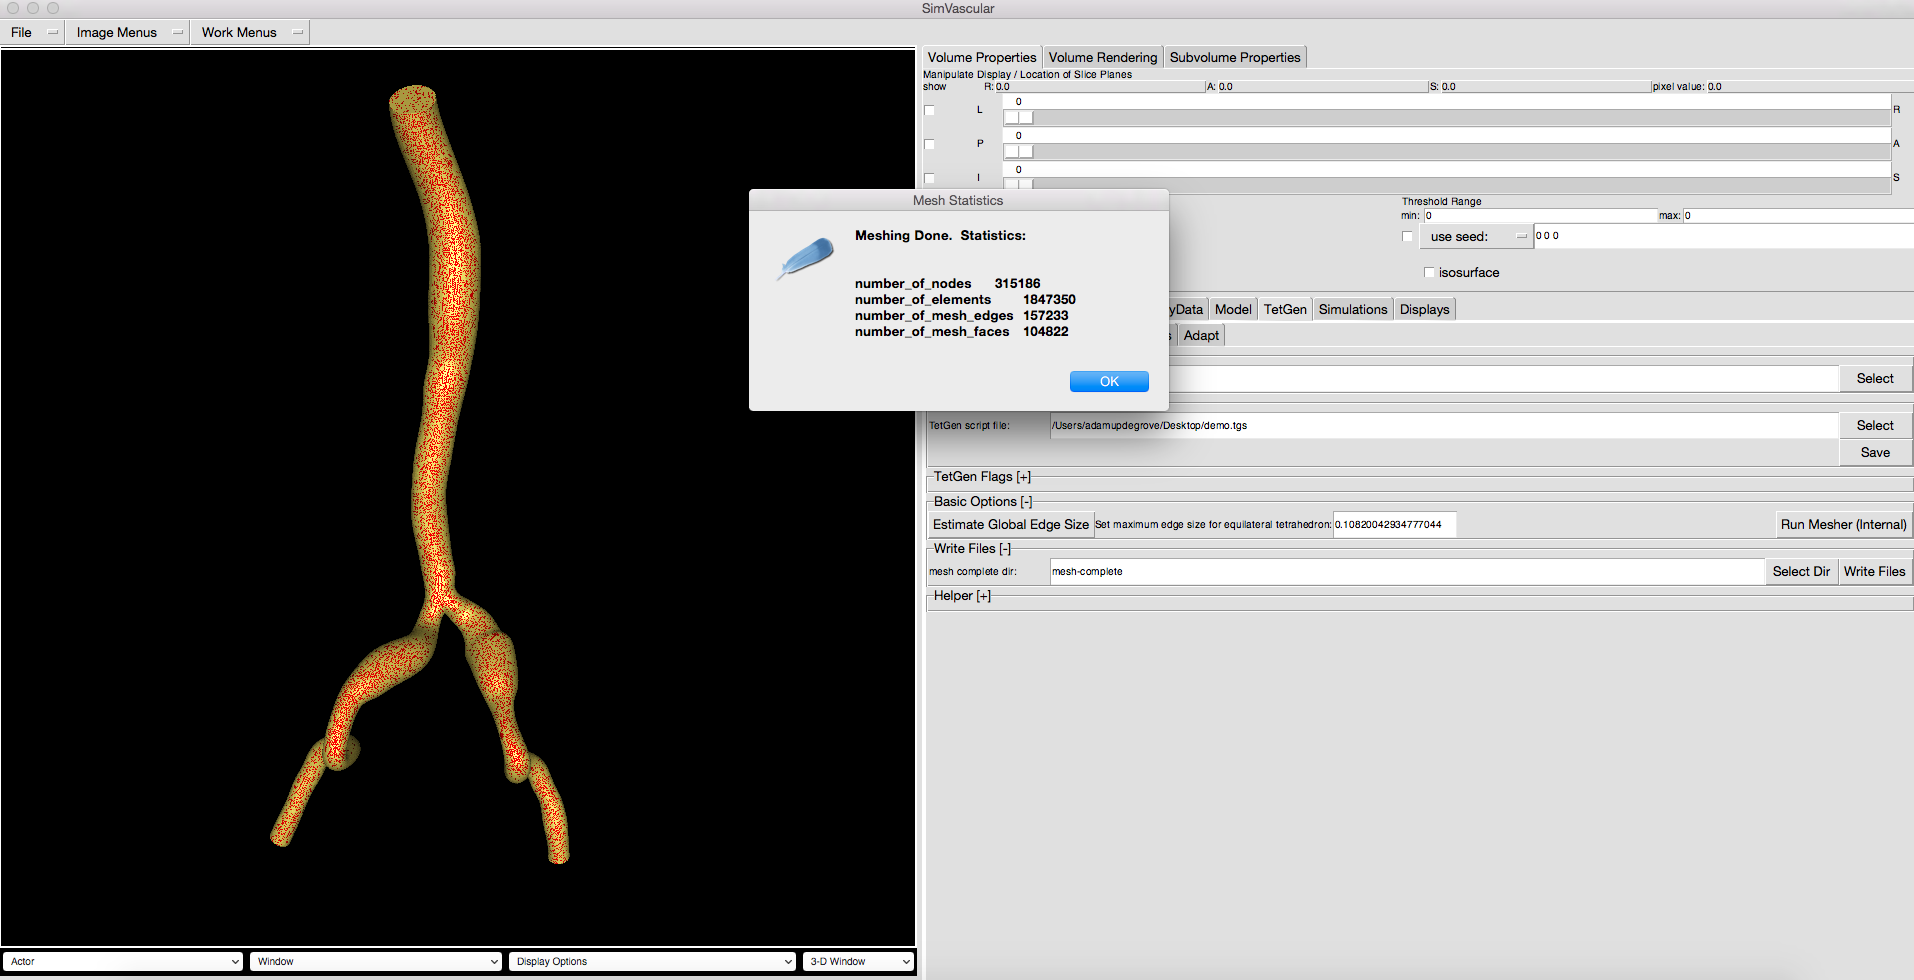 SimVascular
File Image Menus Work Menus
Volume Properties Volume Rendering Subvolume Properties
Manipulate Display / Location of Slice Planes
show R: 0.0 A: 0.0 S: 0.0 pixel value: 0.0
0
L R
0
P A
0
I S
Threshold Range
min: 0 max: 0
use seed: 0 0 0
isosurface
Mesh Statistics
Meshing Done. Statistics:
number_of_nodes 315186
number_of_elements 1847350
number_of_mesh_edges 157233
number_of_mesh_faces 104822
OK
yData Model TetGen Simulations Displays
s Adapt
Select
TetGen script file: /Users/adamupdegrove/Desktop/demo.tgs Select
Save
TetGen Flags [+]
Basic Options [-]
Estimate Global Edge Size Set maximum edge size for equilateral tetrahedron: 0.10820042934777044 Run Mesher (Internal)
Write Files [-]
mesh complete dir: mesh-complete Select Dir Write Files
Helper [+]
Actor Window Display Options 3-D Window